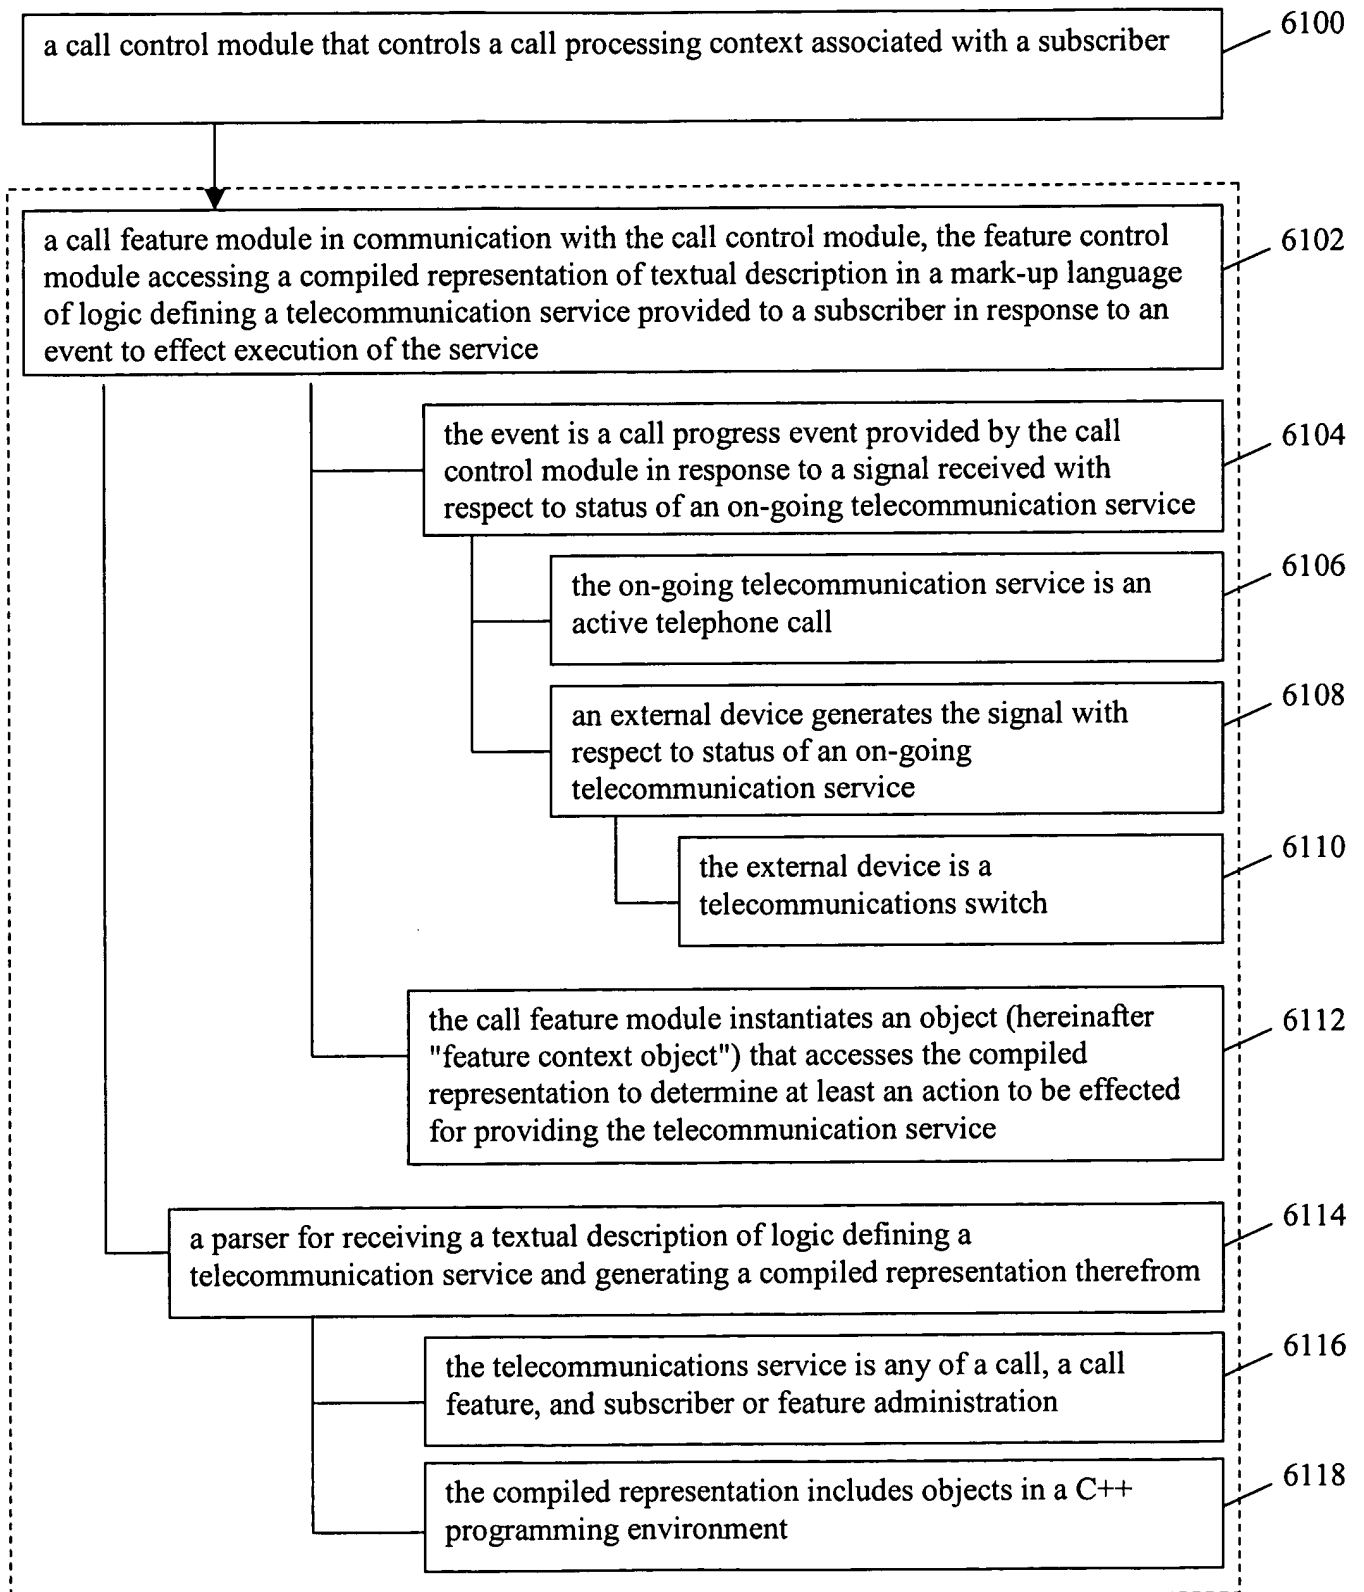 6100
a call control module that controls a call processing context associated with a subscriber
6102
a call feature module in communication with the call control module, the feature control
module accessing a compiled representation of textual description in a mark-up language
of logic defining a telecommunication service provided to a subscriber in response to an
event to effect execution of the service
6104
the event is a call progress event provided by the call
control module in response to a signal received with
respect to status of an on-going telecommunication service
6106
the on-going telecommunication service is an
active telephone call
6108
an external device generates the signal with
respect to status of an on-going
telecommunication service
6110
the external device is a
telecommunications switch
6112
the call feature module instantiates an object (hereinafter
"feature context object") that accesses the compiled
representation to determine at least an action to be effected
for providing the telecommunication service
6114
a parser for receiving a textual description of logic defining a
telecommunication service and generating a compiled representation therefrom
6116
the telecommunications service is any of a call, a call
feature, and subscriber or feature administration
6118
the compiled representation includes objects in a C++
programming environment